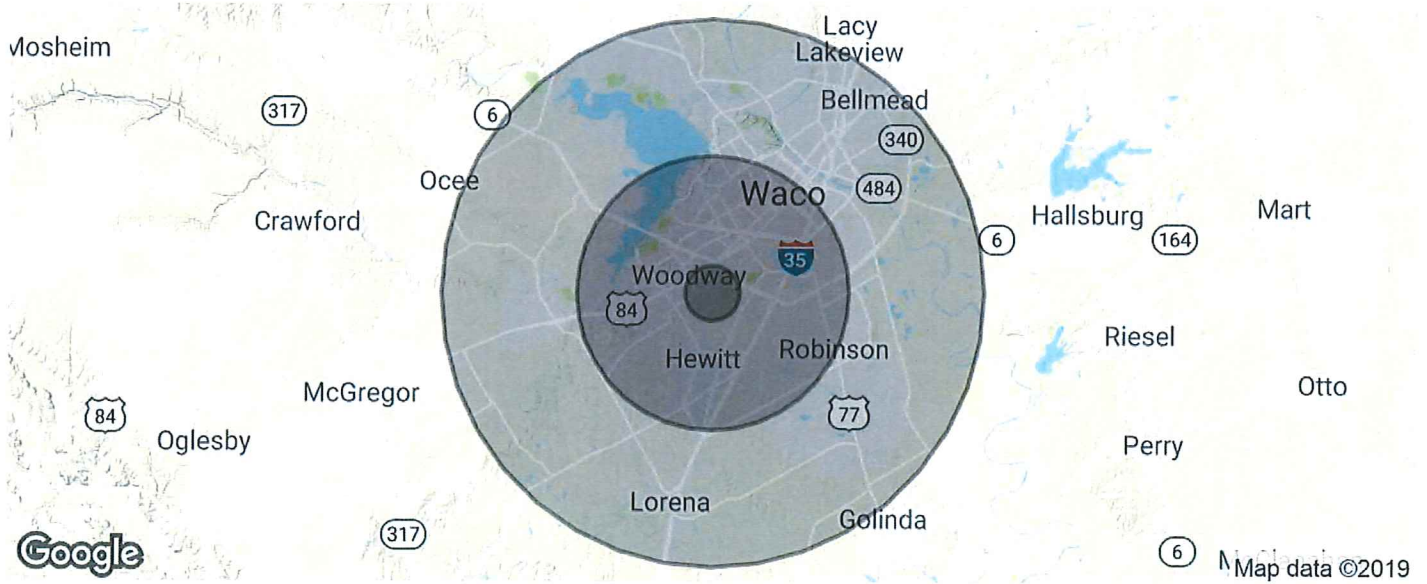 Lacy
Lakeview
Mosheim
Bellmead
317
6
340
Ocee
Waco
484
Crawford
Hallsburg
Mart
6
164
35
Woodway
84
Riesel
Hewitt
Robinson
Otto
McGregor
84
77
Oglesby
Perry
Lorena
Golinda
317
Google
6
Map data ©2019